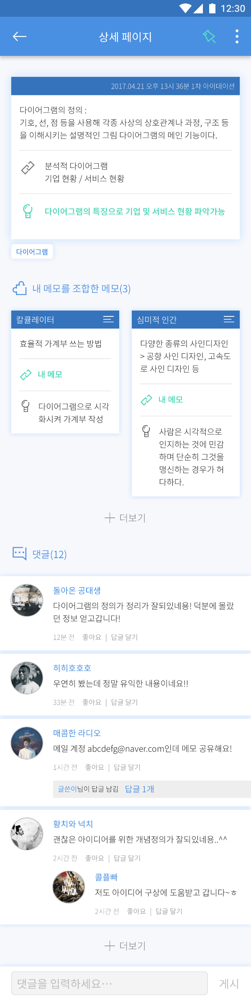 12:30
상세 페이지
2017.04.21 오후 13시 36분 1차 아이데이션
다이어그램의 정의 :
기호, 선, 점 등을 사용해 각종 사상의 상호관계나 과정, 구조 등
을 이해시키는 설명적인 그림 다이어그램의 메인 기능이다.
분석적 다이어그램
기업 현황 / 서비스 현황
다이어그램의 특징으로 기업 및 서비스 현황 파악가능
다이어그램
내 메모를 조합한 메모(3)
칼큘레이터
효율적 가계부 쓰는 방법
내 메모
다이어그램으로 시각
화시켜 가계부 작성
심미적 인간
다양한 종류의 사인디자인
> 공항 사인 디자인, 고속도
로 사인 디자인 등
내 메모
사람은 시각적으로
인지하는 것에 민감
하며 단순히 그것을
맹신하는 경우가 허
다하다.
더보기
댓글(12)
돌아온 공대생
다이어그램의 정의가 정리가 잘되있네용! 덕분에 몰랐
던 정보 얻고갑니다!
12분 전 좋아요 | 답글 달기
히히호호호
우연히 봤는데 정말 유익한 내용이네요!!
33분 전 좋아요 | 답글 달기
매콤한 라디오
메일 계정 abcdefg@naver.com인데 메모 공유해요!
1시간 전 좋아요 | 답글 달기
글쓴이님이 답글 남김 답글 1개
황치와 넉치
괜찮은 아이디어를 위한 개념정의가 잘되있네용..^^
2시간 전 좋아요 | 답글 달기
VIVA
LA VIDA
콜플빠
저도 아이디어 구상에 도움받고 갑니다~ㅎ
2시간 전 좋아요 | 답글 달기
더보기
댓글을 입력하세요…
게시